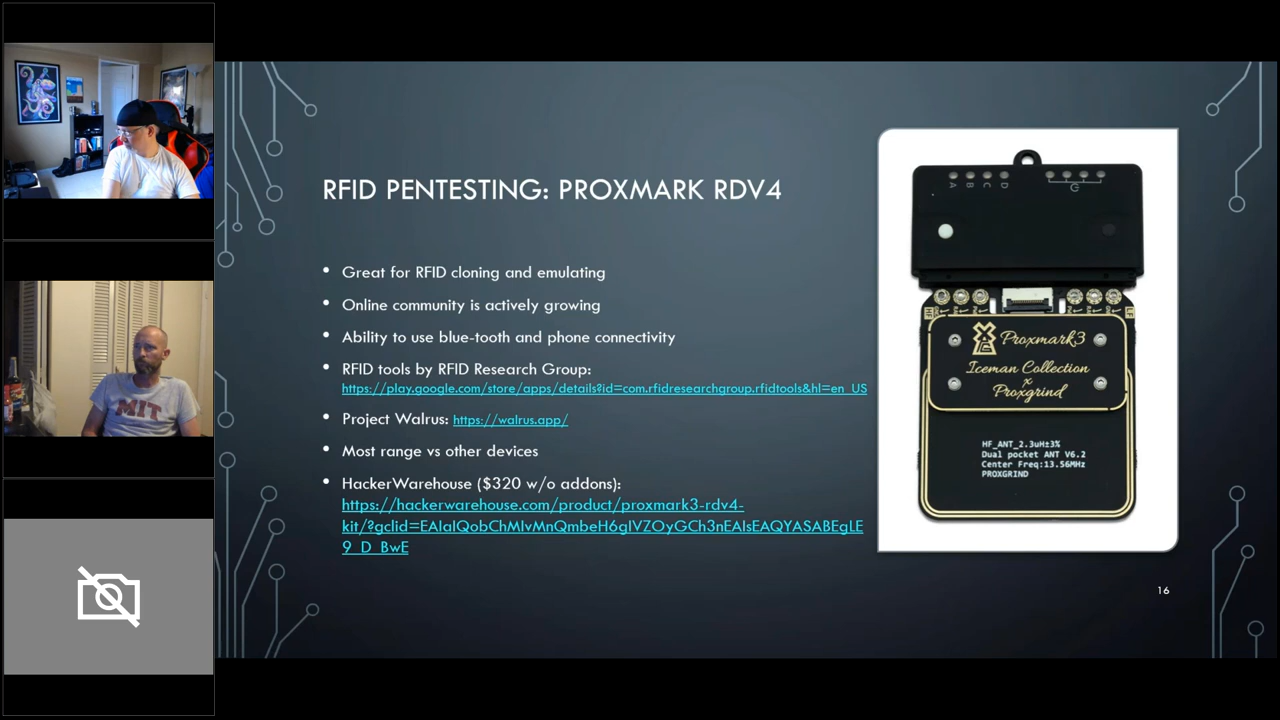 RFID PENTESTING: PROXMARK RDV4
• Great for RFID cloning and emulating
• Online community is actively growing
• Ability to use blue-tooth and phone connectivity
• RFID tools by RFID Research Group:
https://play.google.com/store/apps/details?id=com.rfidresearchgroup.rfidtools&hl=en_US
• Project Walrus: https://walrus.app/
• Most range vs other devices
• HackerWarehouse ($320 w/o addons):
https://hackerwarehouse.com/product/proxmark3-rdv4-
kit/?gclid=EAIaIQobChMIvMnQmbeH6gIVZOyGCh3nEAIsEAQYASABEgLE
9_D_BwE
A B C D
Proxmark3
Iceman Collection
x
Proxgrind
HF_ANT_2.3uH±3%
Dual pocket ANT V6.2
Center Freq:13.56MHz
PROXGRIND
16
MIT